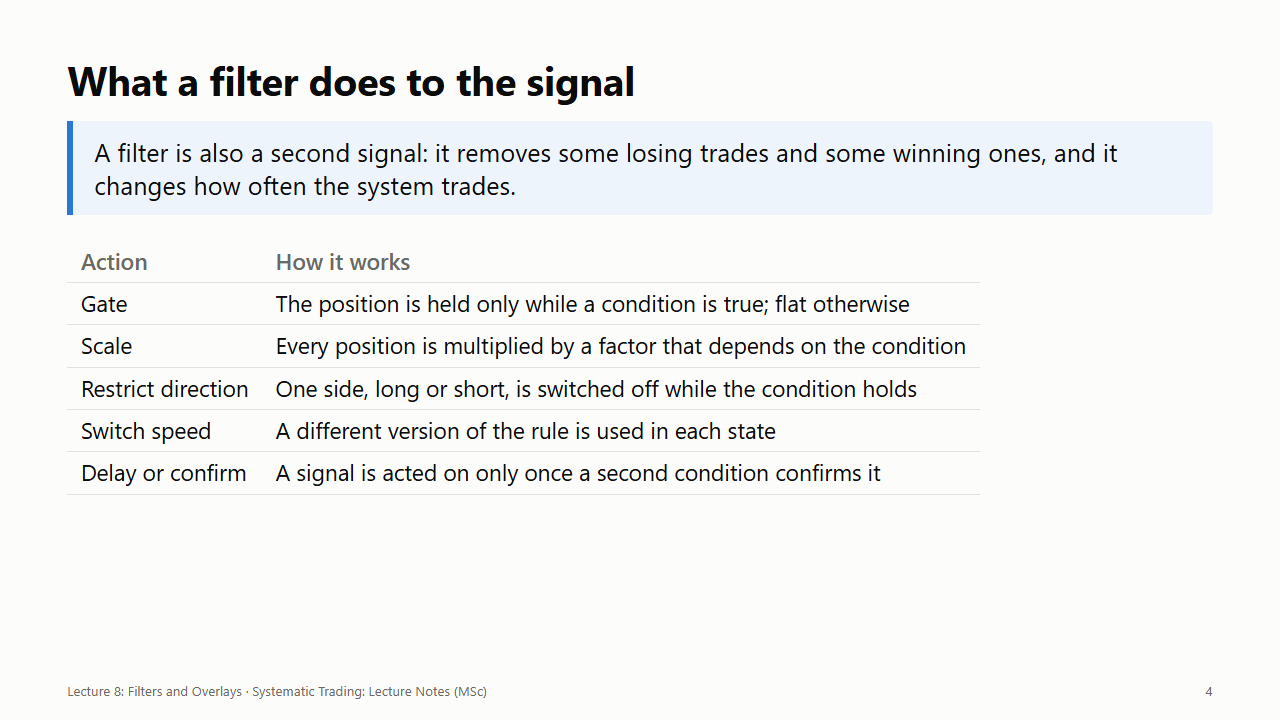 What a filter does to the signal
A filter is also a second signal: it removes some losing trades and some winning ones, and it
changes how often the system trades.
Action How it works
Gate The position is held only while a condition is true; flat otherwise
Scale Every position is multiplied by a factor that depends on the condition
Restrict direction One side, long or short, is switched off while the condition holds
Switch speed A different version of the rule is used in each state
Delay or confirm A signal is acted on only once a second condition confirms it
Lecture 8: Filters and Overlays · Systematic Trading: Lecture Notes (MSc) 4